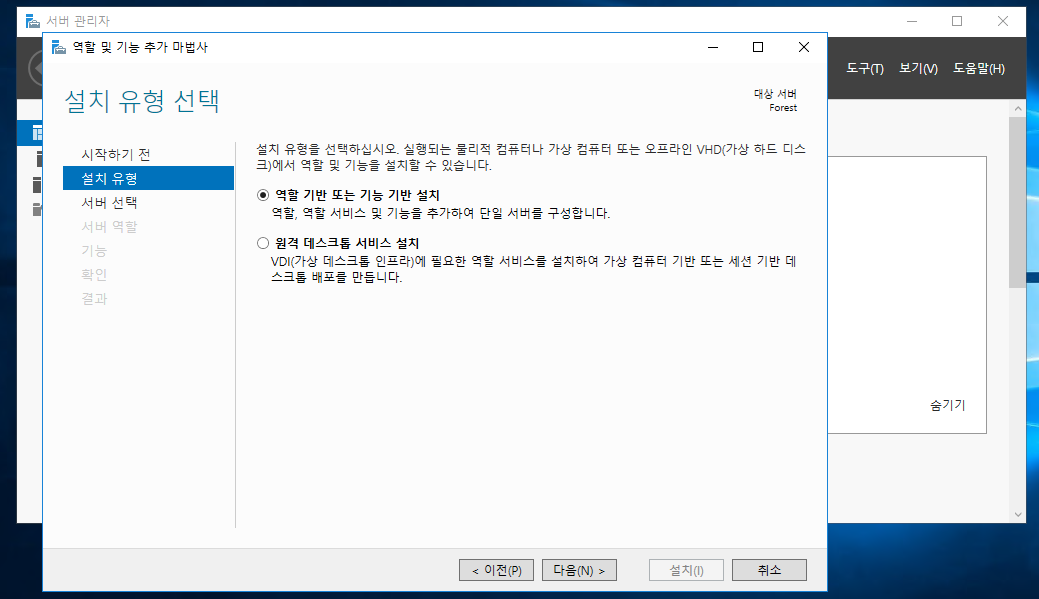 서버 관리자
역할 및 기능 추가 마법사
도구(T) 보기(V) 도움말(H)
설치 유형 선택
대상 서버
Forest
시작하기 전
설치 유형
서버 선택
서버 역할
기능
확인
결과
설치 유형을 선택하십시오. 실행되는 물리적 컴퓨터나 가상 컴퓨터 또는 오프라인 VHD(가상 하드 디스
크)에서 역할 및 기능을 설치할 수 있습니다.
역할 기반 또는 기능 기반 설치
역할, 역할 서비스 및 기능을 추가하여 단일 서버를 구성합니다.
원격 데스크톱 서비스 설치
VDI(가상 데스크톱 인프라)에 필요한 역할 서비스를 설치하여 가상 컴퓨터 기반 또는 세션 기반 데
스크톱 배포를 만듭니다.
숨기기
< 이전(P) 다음(N) > 설치(I) 취소